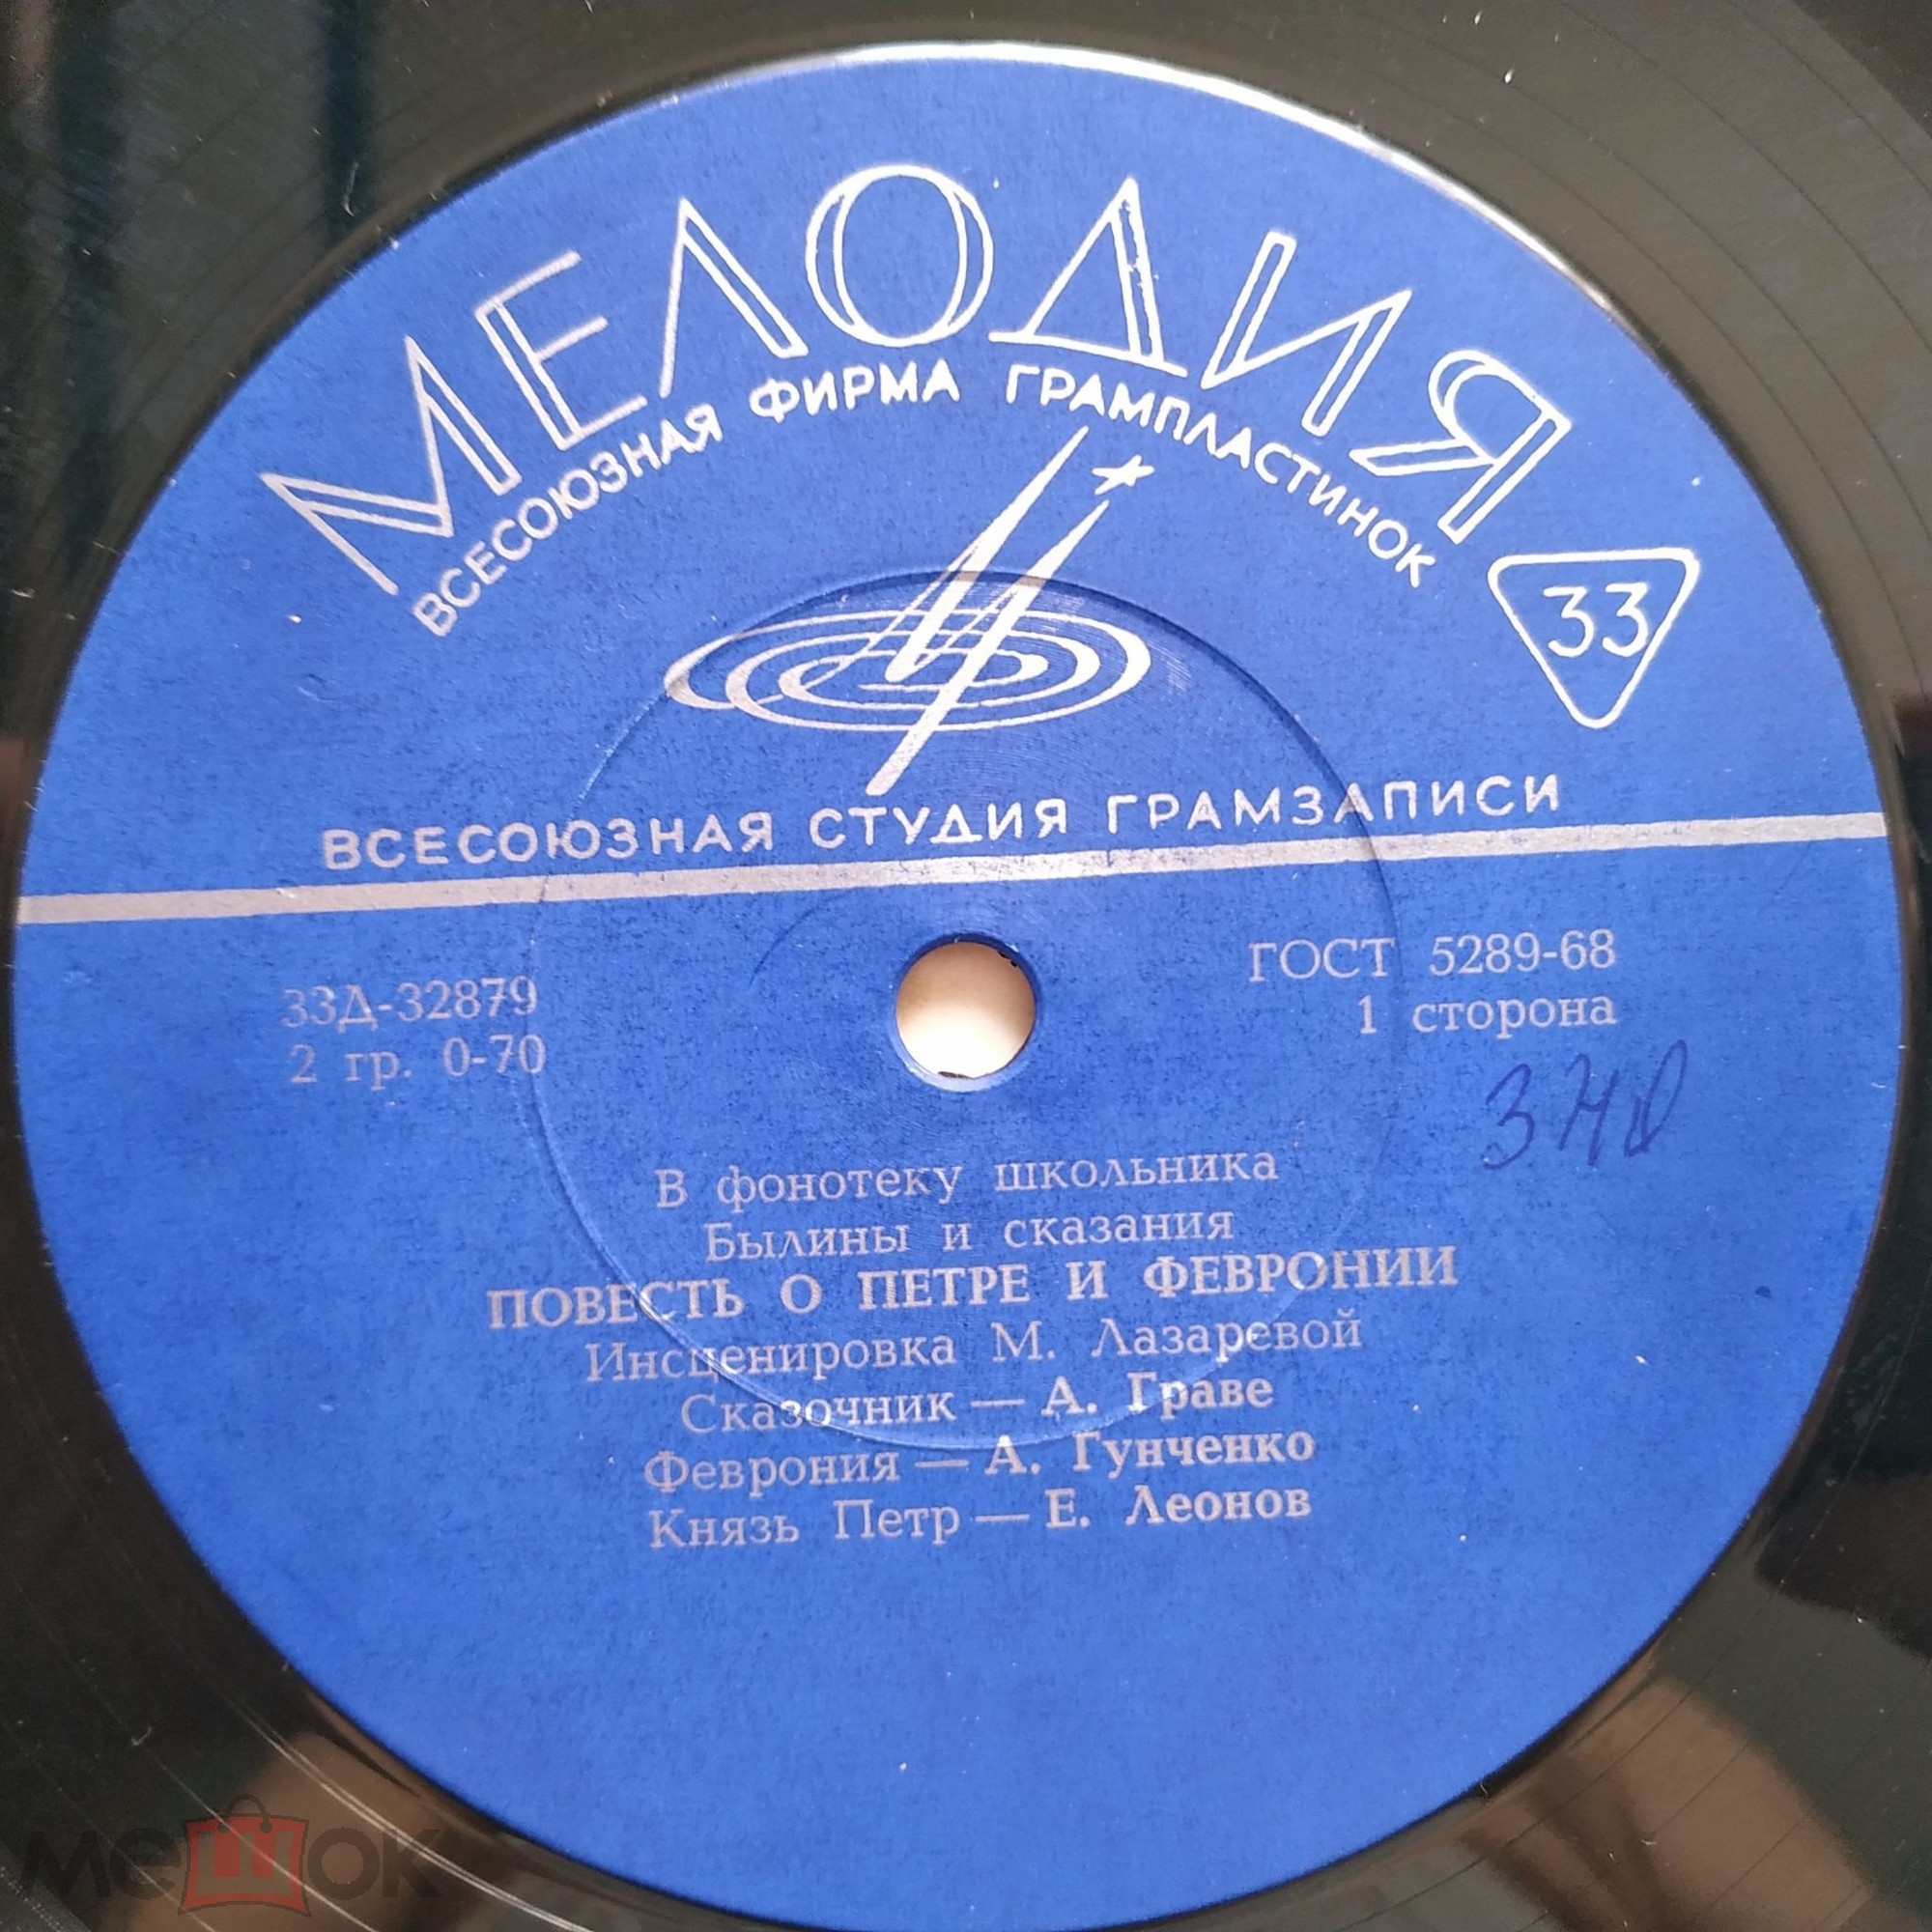 МЕЛОДИЯ
ВСЕСОЮЗНАЯ ФИРМА ГРАМПЛАСТИНОК
33
ВСЕСОЮЗНАЯ СТУДИЯ ГРАМЗАПИСИ
33Д-32879
2 гр. 0-70
ГОСТ 5289-68
1 сторона
В фонотеку школьника
Былины и сказания
ПОВЕСТЬ О ПЕТРЕ И ФЕВРОНИИ
Инсценировка М. Лазаревой
Сказочник — А. Граве
Феврония — А. Гунченко
Князь Петр — Е. Леонов
мешок